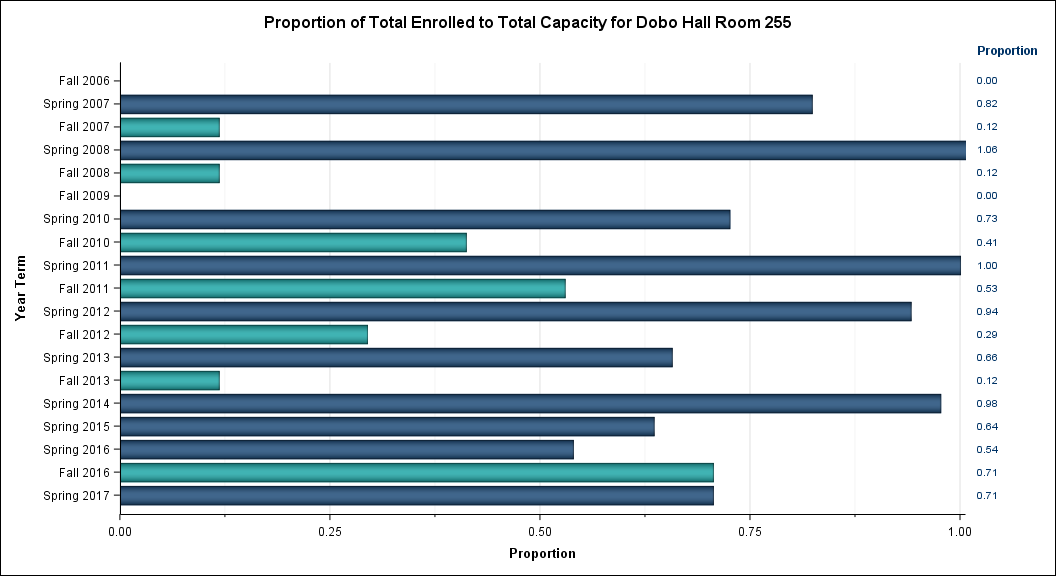 Proportion of Total Enrolled to Total Capacity for Dobo Hall Room 255
Proportion
Fall 2006 0.00
Spring 2007 0.82
Fall 2007 0.12
Spring 2008 1.06
Fall 2008 0.12
Fall 2009 0.00
Spring 2010 0.73
Fall 2010 0.41
Spring 2011 1.00
Fall 2011 0.53
Spring 2012 0.94
Fall 2012 0.29
Spring 2013 0.66
Fall 2013 0.12
Spring 2014 0.98
Spring 2015 0.64
Spring 2016 0.54
Fall 2016 0.71
Spring 2017 0.71
Year Term
0.00 0.25 0.50 0.75 1.00
Proportion